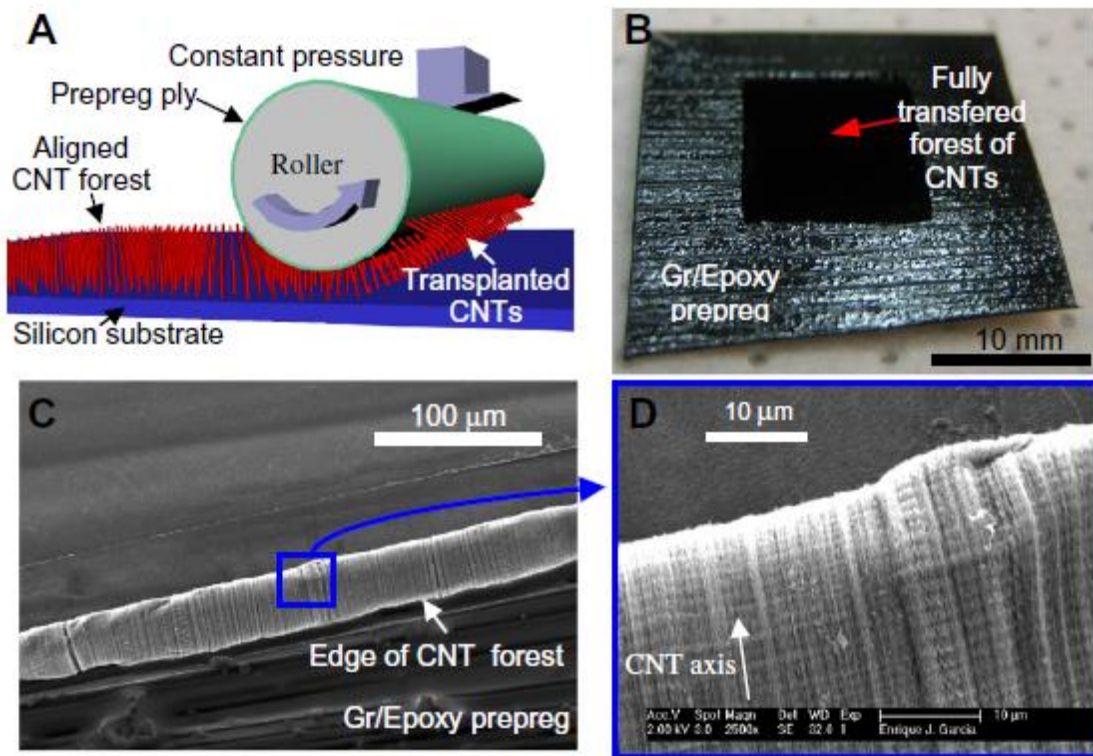 A
Constant pressure
Prepreg ply
Aligned
CNT forest
Roller
Transplanted
CNTs
Silicon substrate
B
Fully
transfered
forest of
CNTs
Gr/Epoxy
prepreg
10 mm
C
100 μm
Edge of CNT forest
Gr/Epoxy prepreg
D
10 μm
CNT axis
Acc.V Spot Magn Det WD Exp 10 μm
2.00 kV 3.0 2500x SE 32.0 1 Enrique J. Garcia